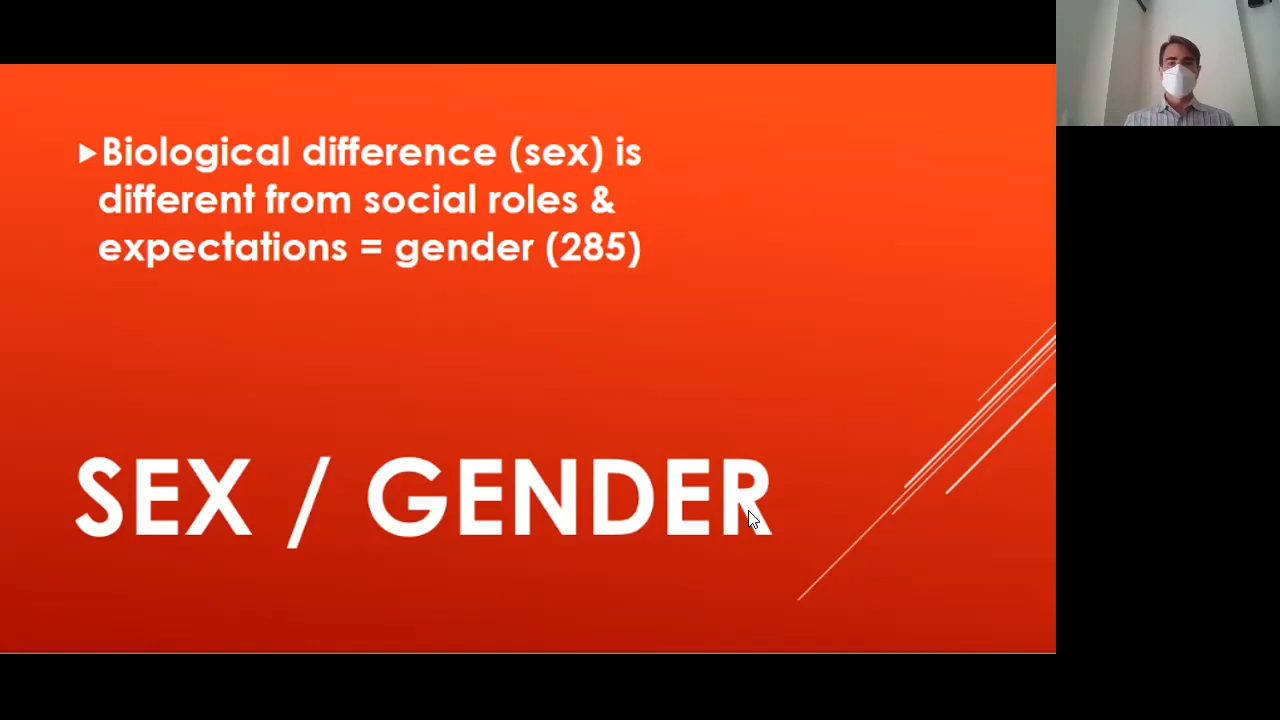 Biological difference (sex) is
different from social roles &
expectations = gender (285)
SEX / GENDER